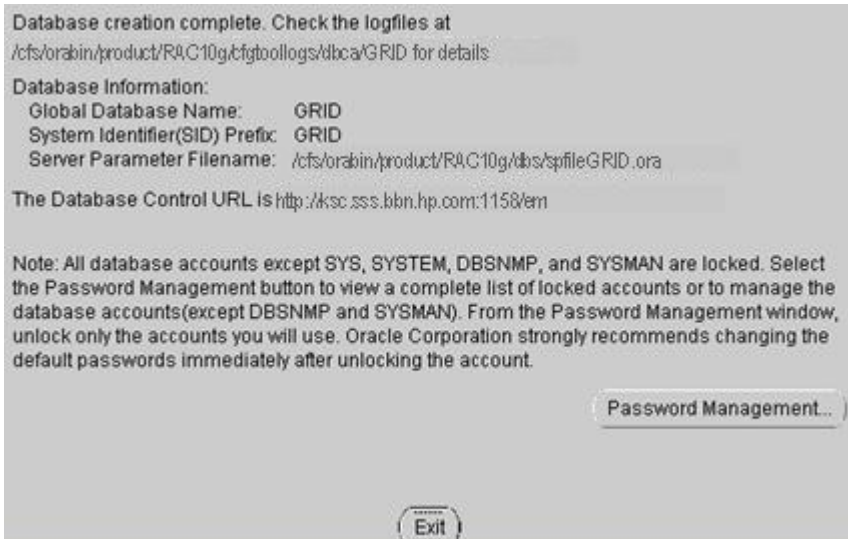 Database creation complete. Check the logfiles at
/cfs/orabin/product/RAC10g/cfgtoollogs/dbca/GRID for details
Database Information:
Global Database Name: GRID
System Identifier(SID) Prefix: GRID
Server Parameter Filename: /cfs/orabin/product/RAC10g/dbs/spfileGRID.ora
The Database Control URL is http://ksc.sss.bbn.hp.com:1158/em
Note: All database accounts except SYS, SYSTEM, DBSNMP, and SYSMAN are locked. Select
the Password Management button to view a complete list of locked accounts or to manage the
database accounts(except DBSNMP and SYSMAN). From the Password Management window,
unlock only the accounts you will use. Oracle Corporation strongly recommends changing the
default passwords immediately after unlocking the account.
Password Management...
Exit